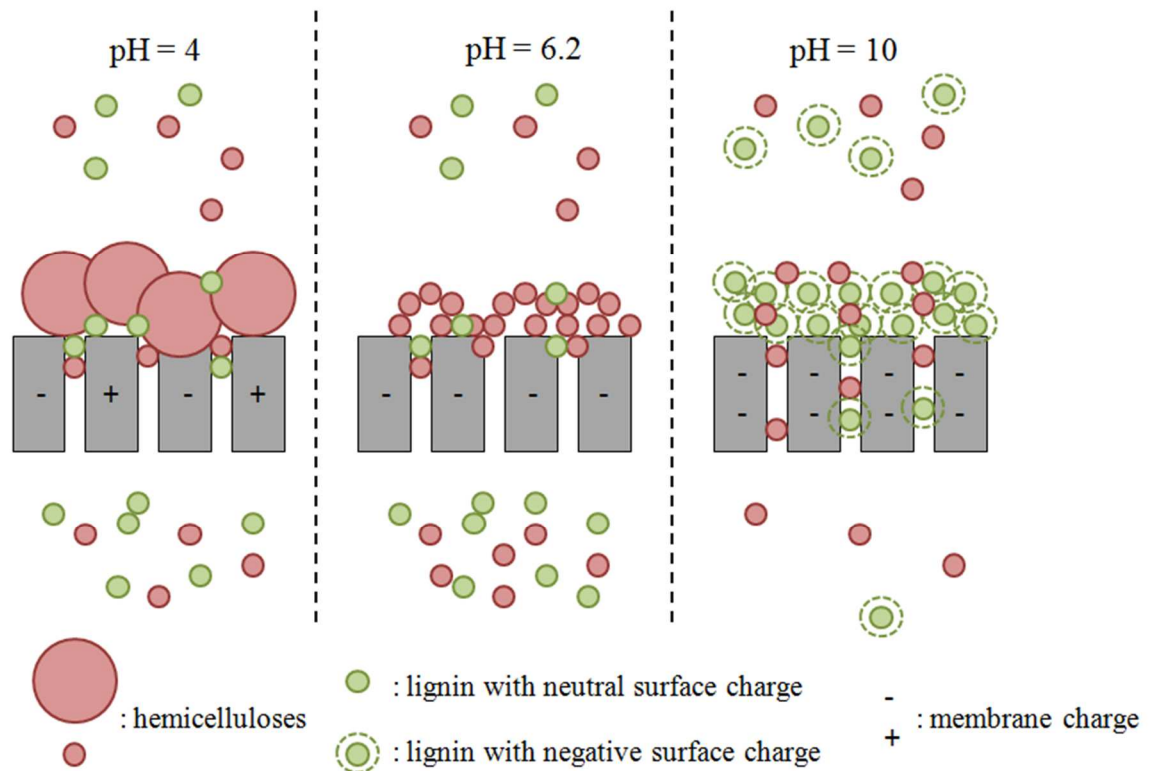 pH = 4
pH = 6.2
pH = 10
- + - +
- - - -
- - - -
- - - -
: hemicelluloses
: lignin with neutral surface charge
: lignin with negative surface charge
-
+ : membrane charge